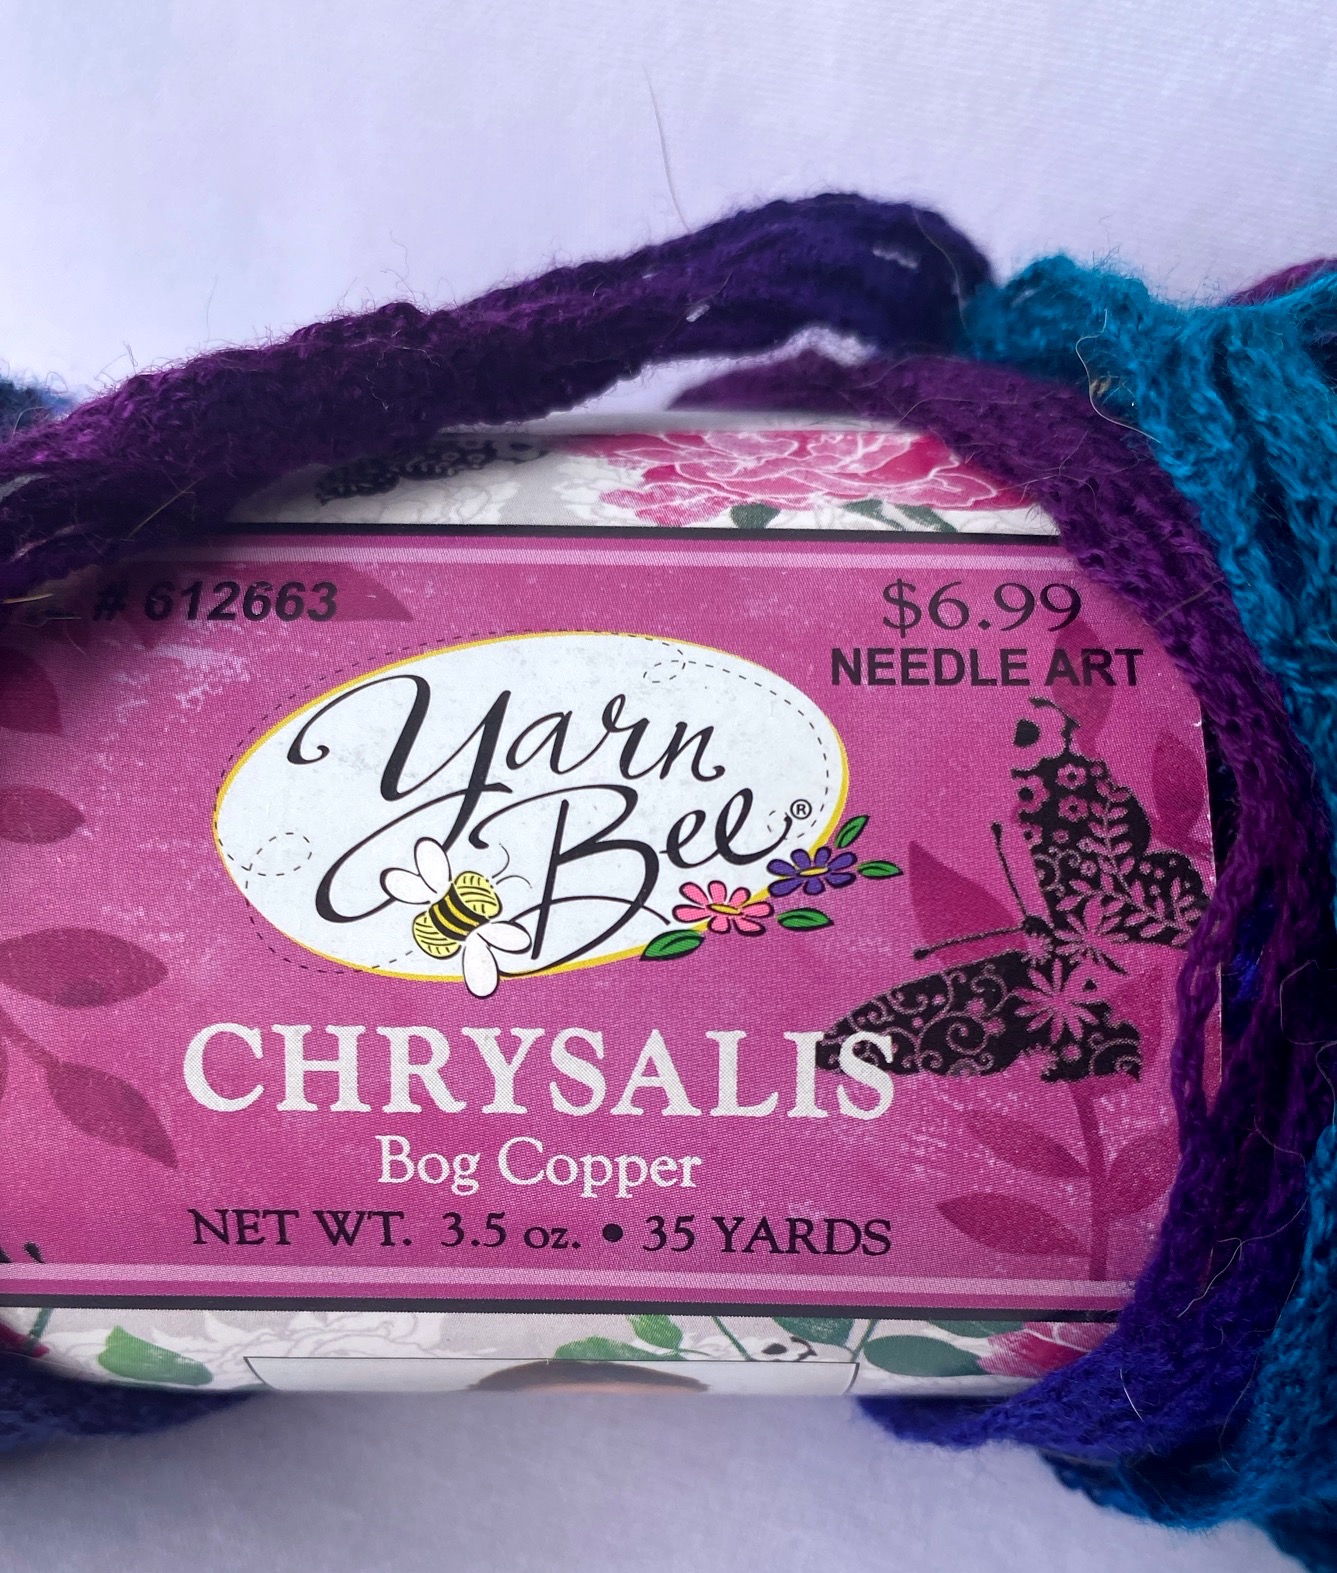 # 612663
$6.99
NEEDLE ART
Yarn
Bee®
CHRYSALIS
Bog Copper
NET WT. 3.5 oz. • 35 YARDS